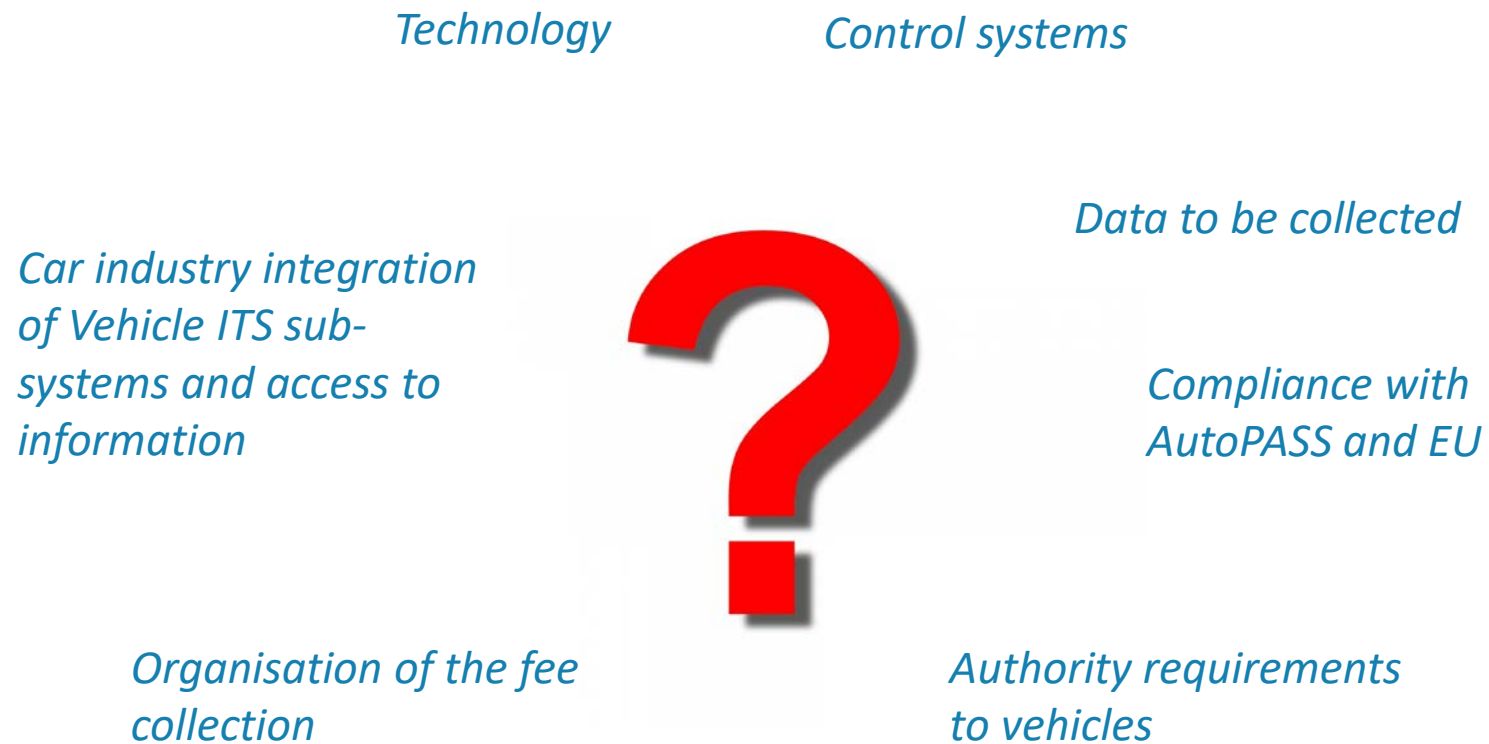 Technology
Control systems
Data to be collected
Car industry integration
of Vehicle ITS sub-
systems and access to
information
Compliance with
AutoPASS and EU
Organisation of the fee
collection
Authority requirements
to vehicles
?